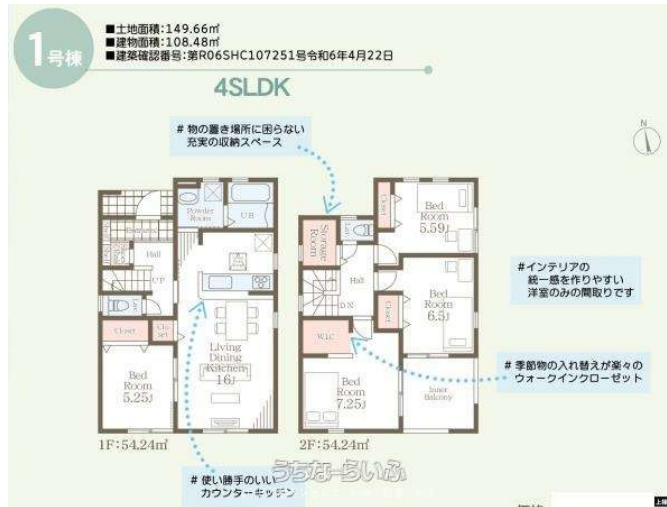 1号棟
■土地面積:149.66㎡
■建物面積:108.48㎡
■建築確認番号:第R06SHC107251号令和6年4月22日
4SLDK
# 物の置き場所に困らない
充実の収納スペース
N
Powder
Room
U.B
Entrance
Hall
UP
Lav
Closet
Clo
set
Living
Dining
Kitchen
16J
Bed
Room
5.25J
1F:54.24㎡
Storage
Room
Lav
Closet
Bed
Room
5.59J
Hall
DN
Closet
Bed
Room
6.5J
W.I.C
Bed
Room
7.25J
Inner
Balcony
2F:54.24㎡
#インテリアの
統一感を作りやすい
洋室のみの間取りです
# 季節物の入れ替えが楽々の
ウォークインクローゼット
# 使い勝手のいい
カウンターキッチン
うちなーらいふ